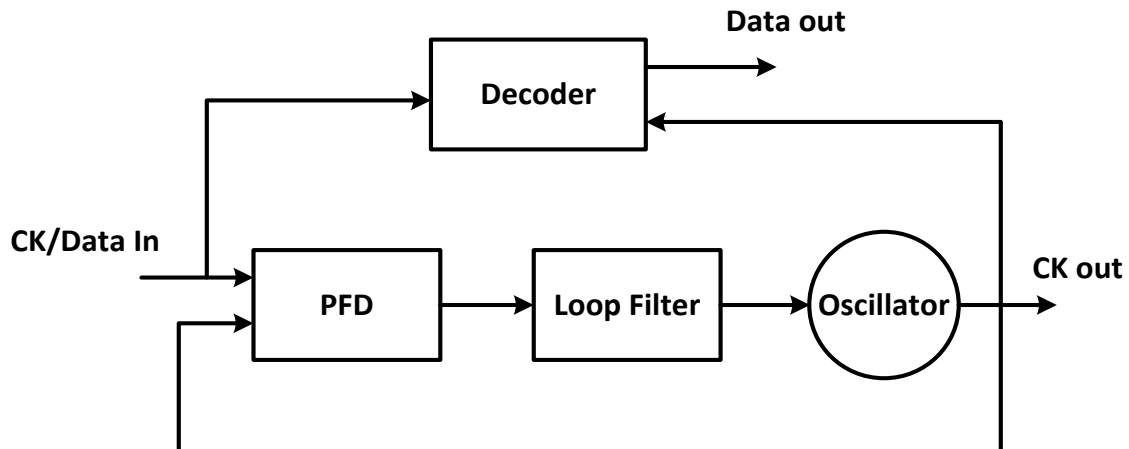 Data out
Decoder
CK/Data In
CK out
PFD
Loop Filter
Oscillator